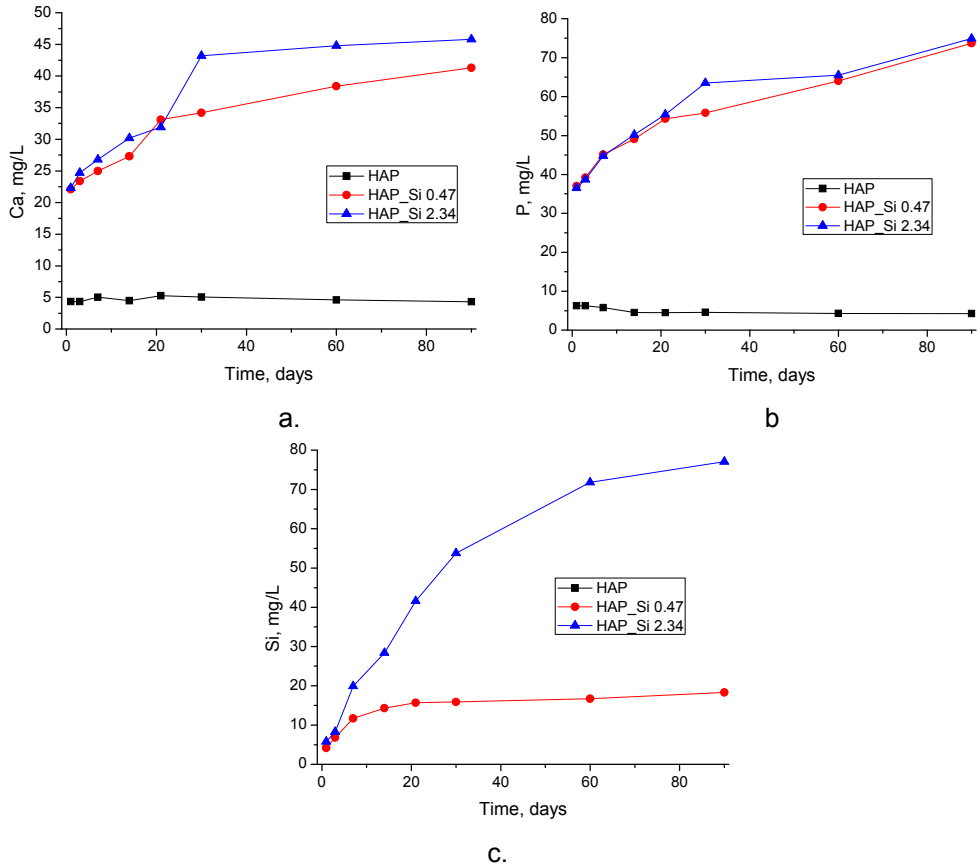 Ca, mg/L
50
45
40
35
30
25
20
15
10
5
0
HAP
HAP_Si 0.47
HAP_Si 2.34
0 20 40 60 80
Time, days
a.
P, mg/L
80
70
60
50
40
30
20
10
0
HAP
HAP_Si 0.47
HAP_Si 2.34
0 20 40 60 80
Time, days
b
Si, mg/L
80
70
60
50
40
30
20
10
0
HAP
HAP_Si 0.47
HAP_Si 2.34
0 20 40 60 80
Time, days
c.